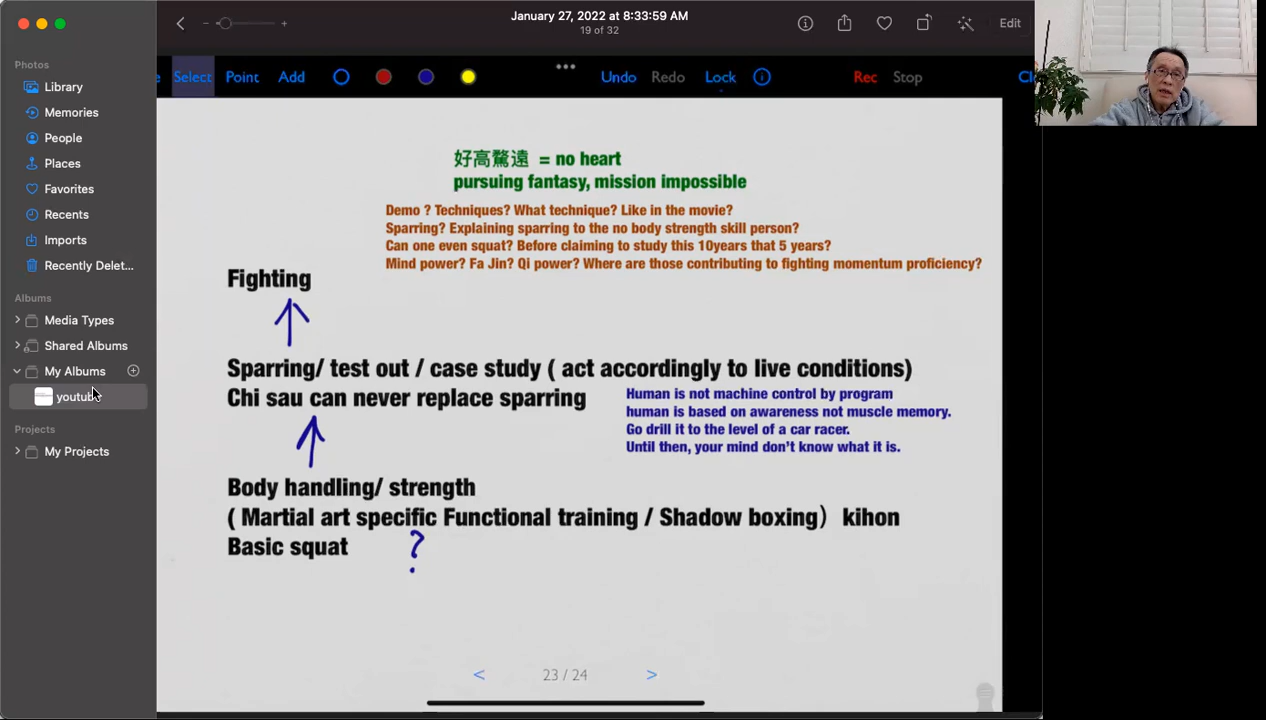 January 27, 2022 at 8:33:59 AM
19 of 32
Edit
Photos
Library
Memories
People
Places
Favorites
Recents
Imports
Recently Delet...
Albums
Media Types
Shared Albums
My Albums
Projects
My Projects
Select Point Add Undo Redo Lock Rec Stop
好高騖遠 = no heart
pursuing fantasy, mission impossible
Demo ? Techniques? What technique? Like in the movie?
Sparring? Explaining sparring to the no body strength skill person?
Can one even squat? Before claiming to study this 10years that 5 years?
Mind power? Fa Jin? Qi power? Where are those contributing to fighting momentum proficiency?
Fighting
Sparring/ test out / case study ( act accordingly to live conditions)
Chi sau can never replace sparring
Human is not machine control by program
human is based on awareness not muscle memory.
Go drill it to the level of a car racer.
Until then, your mind don't know what it is.
Body handling/ strength
( Martial art specific Functional training / Shadow boxing）kihon
Basic squat ?
< 23 / 24 >